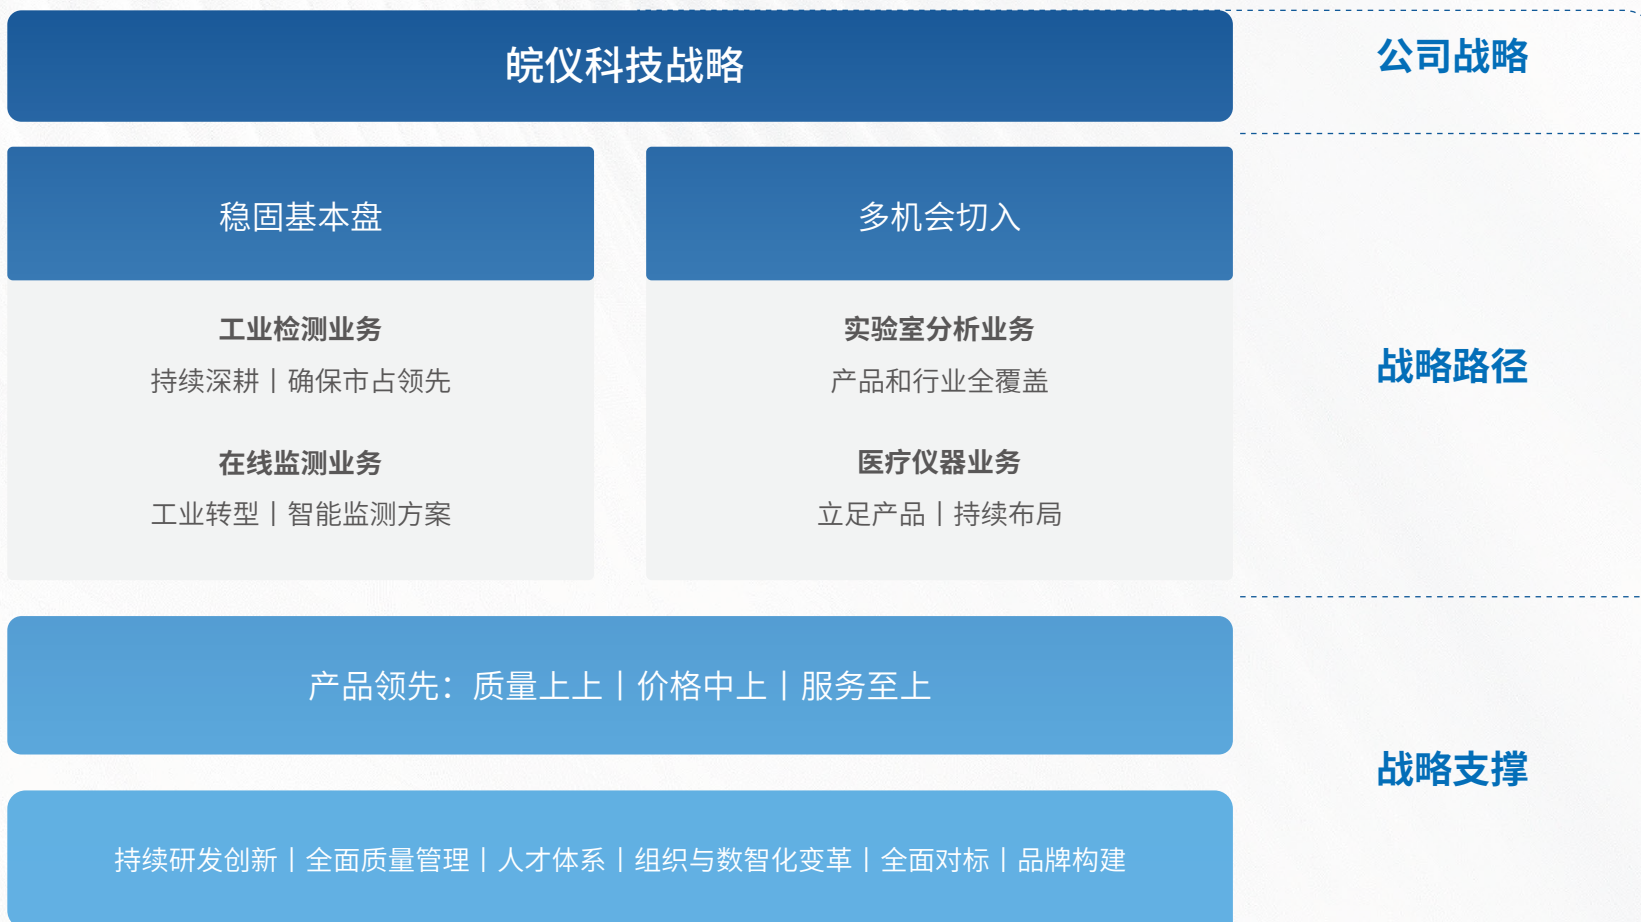 皖仪科技战略
公司战略
稳固基本盘
工业检测业务
持续深耕丨确保市占领先
在线监测业务
工业转型丨智能监测方案
多机会切入
实验室分析业务
产品和行业全覆盖
医疗仪器业务
立足产品丨持续布局
战略路径
产品领先：质量上上丨价格中上丨服务至上
持续研发创新丨全面质量管理丨人才体系丨组织与数智化变革丨全面对标丨品牌构建
战略支撑